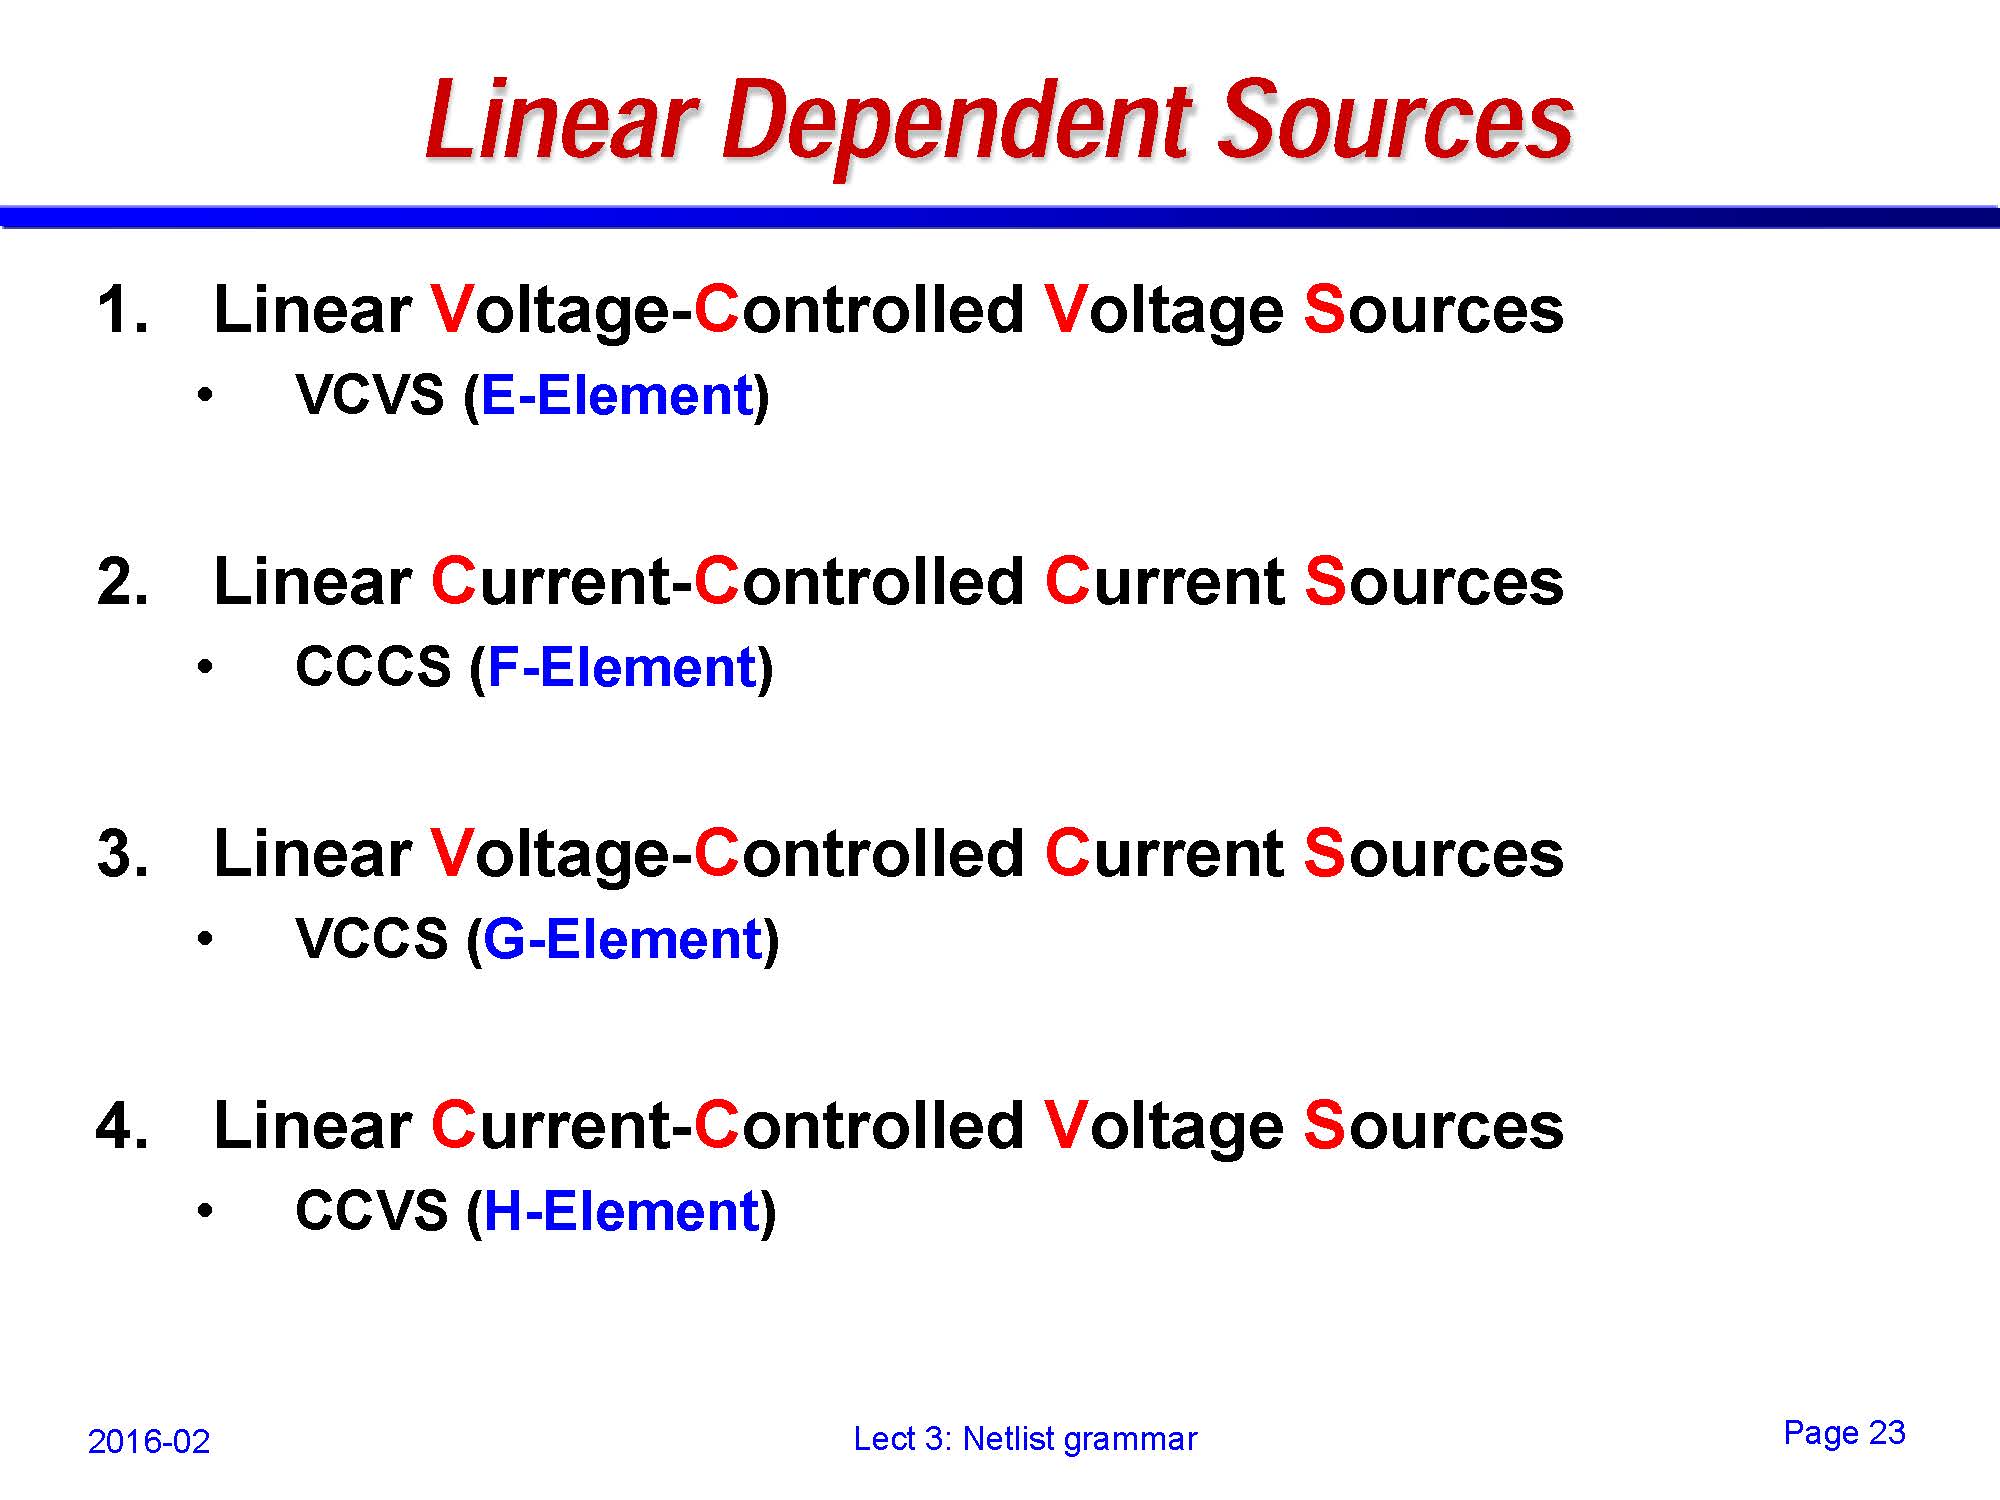 Linear Dependent Sources
1. Linear Voltage-Controlled Voltage Sources
• VCVS (E-Element)
2. Linear Current-Controlled Current Sources
• CCCS (F-Element)
3. Linear Voltage-Controlled Current Sources
• VCCS (G-Element)
4. Linear Current-Controlled Voltage Sources
• CCVS (H-Element)
2016-02
Lect 3: Netlist grammar
Page 23